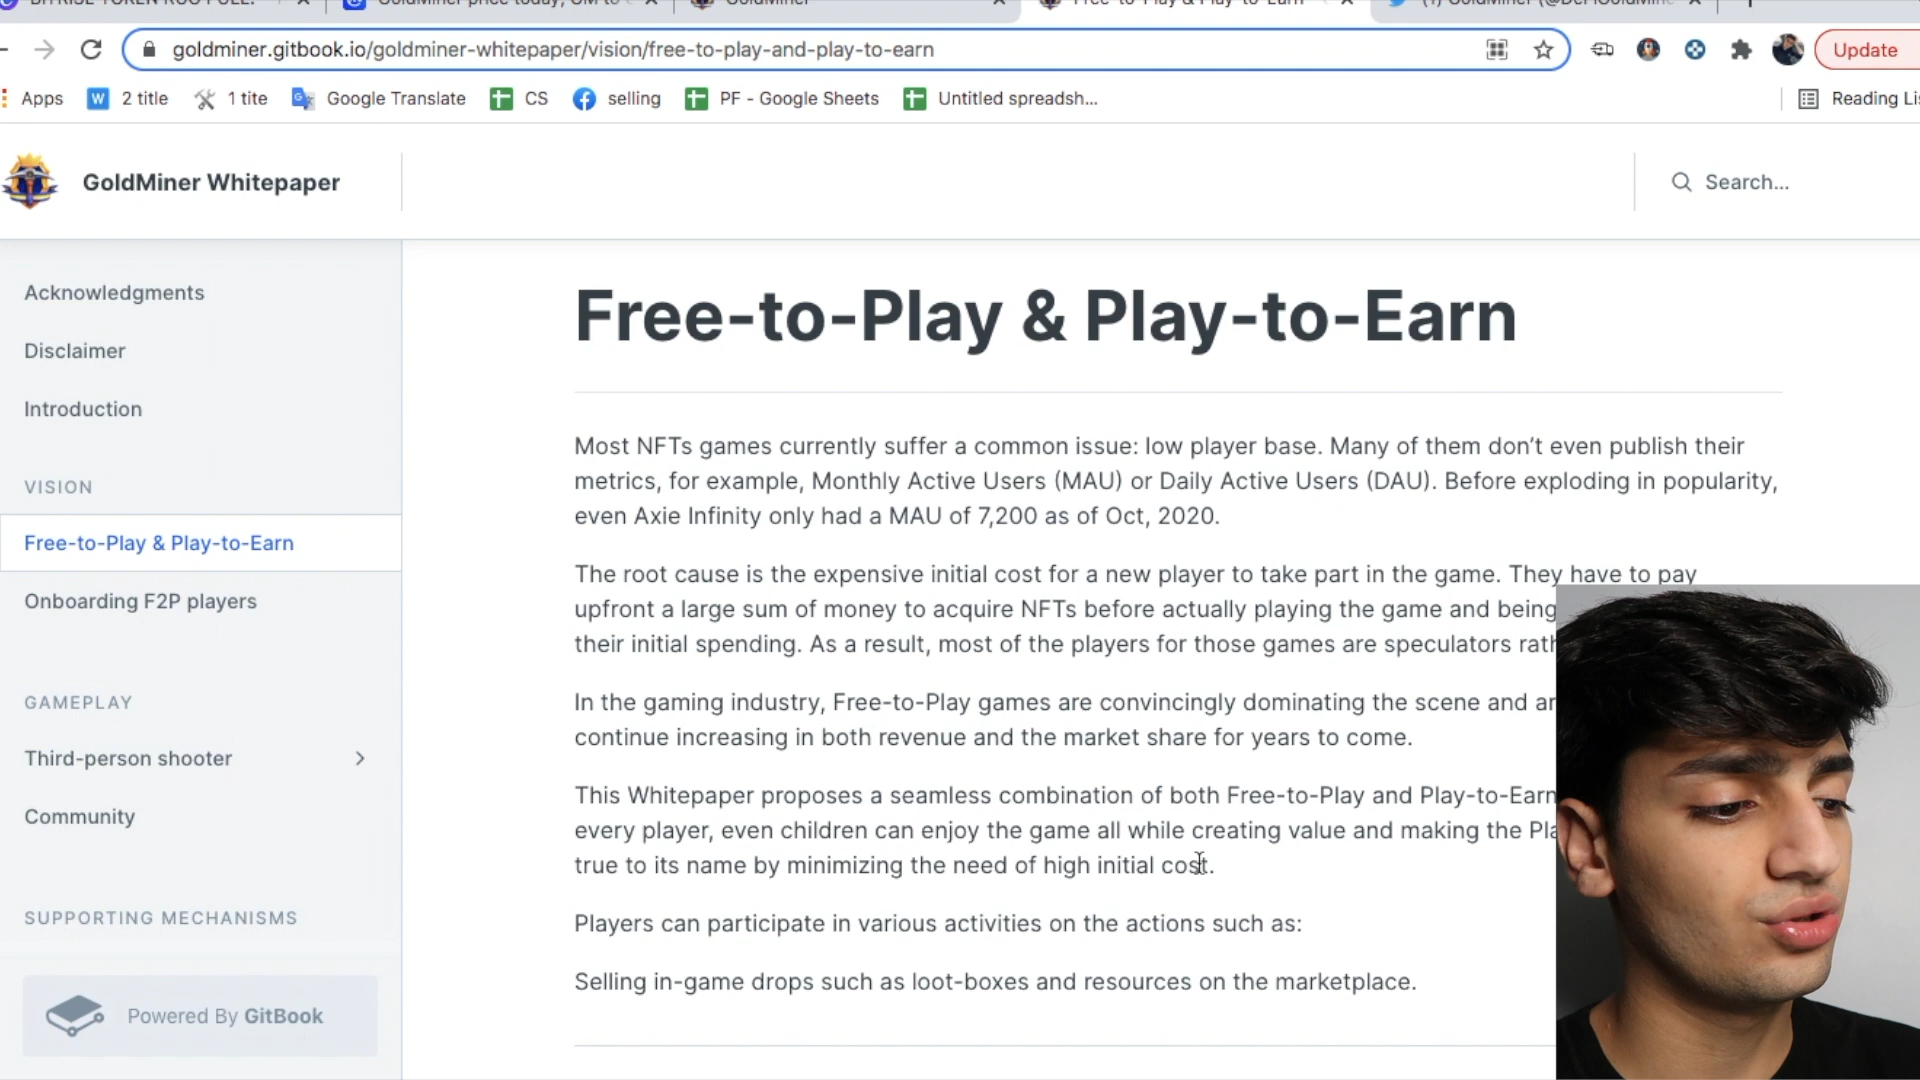 goldminer.gitbook.io/goldminer-whitepaper/vision/free-to-play-and-play-to-earn
Update
Apps 2 title 1 tite Google Translate CS selling PF - Google Sheets Untitled spreadsh... Reading Lis
GoldMiner Whitepaper
Search...
Acknowledgments
Disclaimer
Introduction
VISION
Free-to-Play & Play-to-Earn
Onboarding F2P players
GAMEPLAY
Third-person shooter
Community
SUPPORTING MECHANISMS
Powered By GitBook
Free-to-Play & Play-to-Earn
Most NFTs games currently suffer a common issue: low player base. Many of them don’t even publish their
metrics, for example, Monthly Active Users (MAU) or Daily Active Users (DAU). Before exploding in popularity,
even Axie Infinity only had a MAU of 7,200 as of Oct, 2020.
The root cause is the expensive initial cost for a new player to take part in the game. They have to pay
upfront a large sum of money to acquire NFTs before actually playing the game and being
their initial spending. As a result, most of the players for those games are speculators rath
In the gaming industry, Free-to-Play games are convincingly dominating the scene and ar
continue increasing in both revenue and the market share for years to come.
This Whitepaper proposes a seamless combination of both Free-to-Play and Play-to-Earn
every player, even children can enjoy the game all while creating value and making the Pla
true to its name by minimizing the need of high initial cost.
Players can participate in various activities on the actions such as:
Selling in-game drops such as loot-boxes and resources on the marketplace.